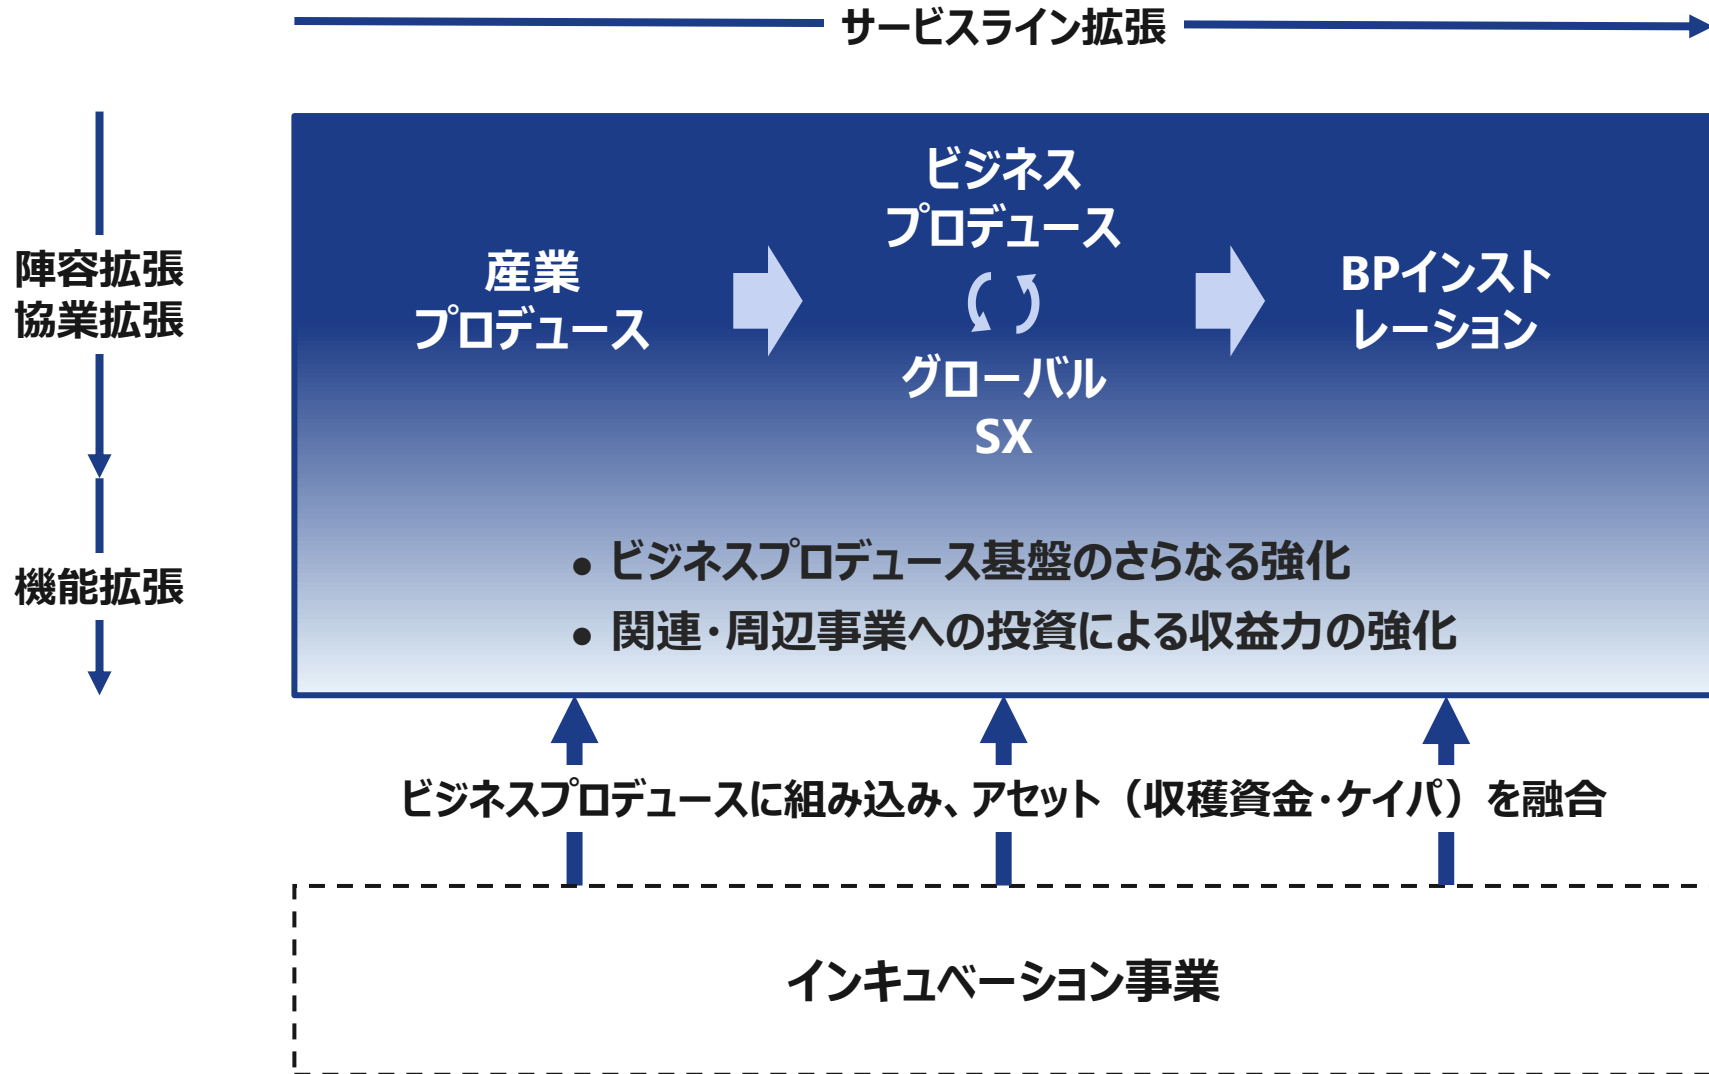 サービスライン拡張
陣容拡張
協業拡張
機能拡張
産業
プロデュース
ビジネス
プロデュース
グローバル
SX
BPインスト
レーション
● ビジネスプロデュース基盤のさらなる強化
● 関連・周辺事業への投資による収益力の強化
ビジネスプロデュースに組み込み、アセット（収穫資金・ケイパ）を融合
インキュベーション事業